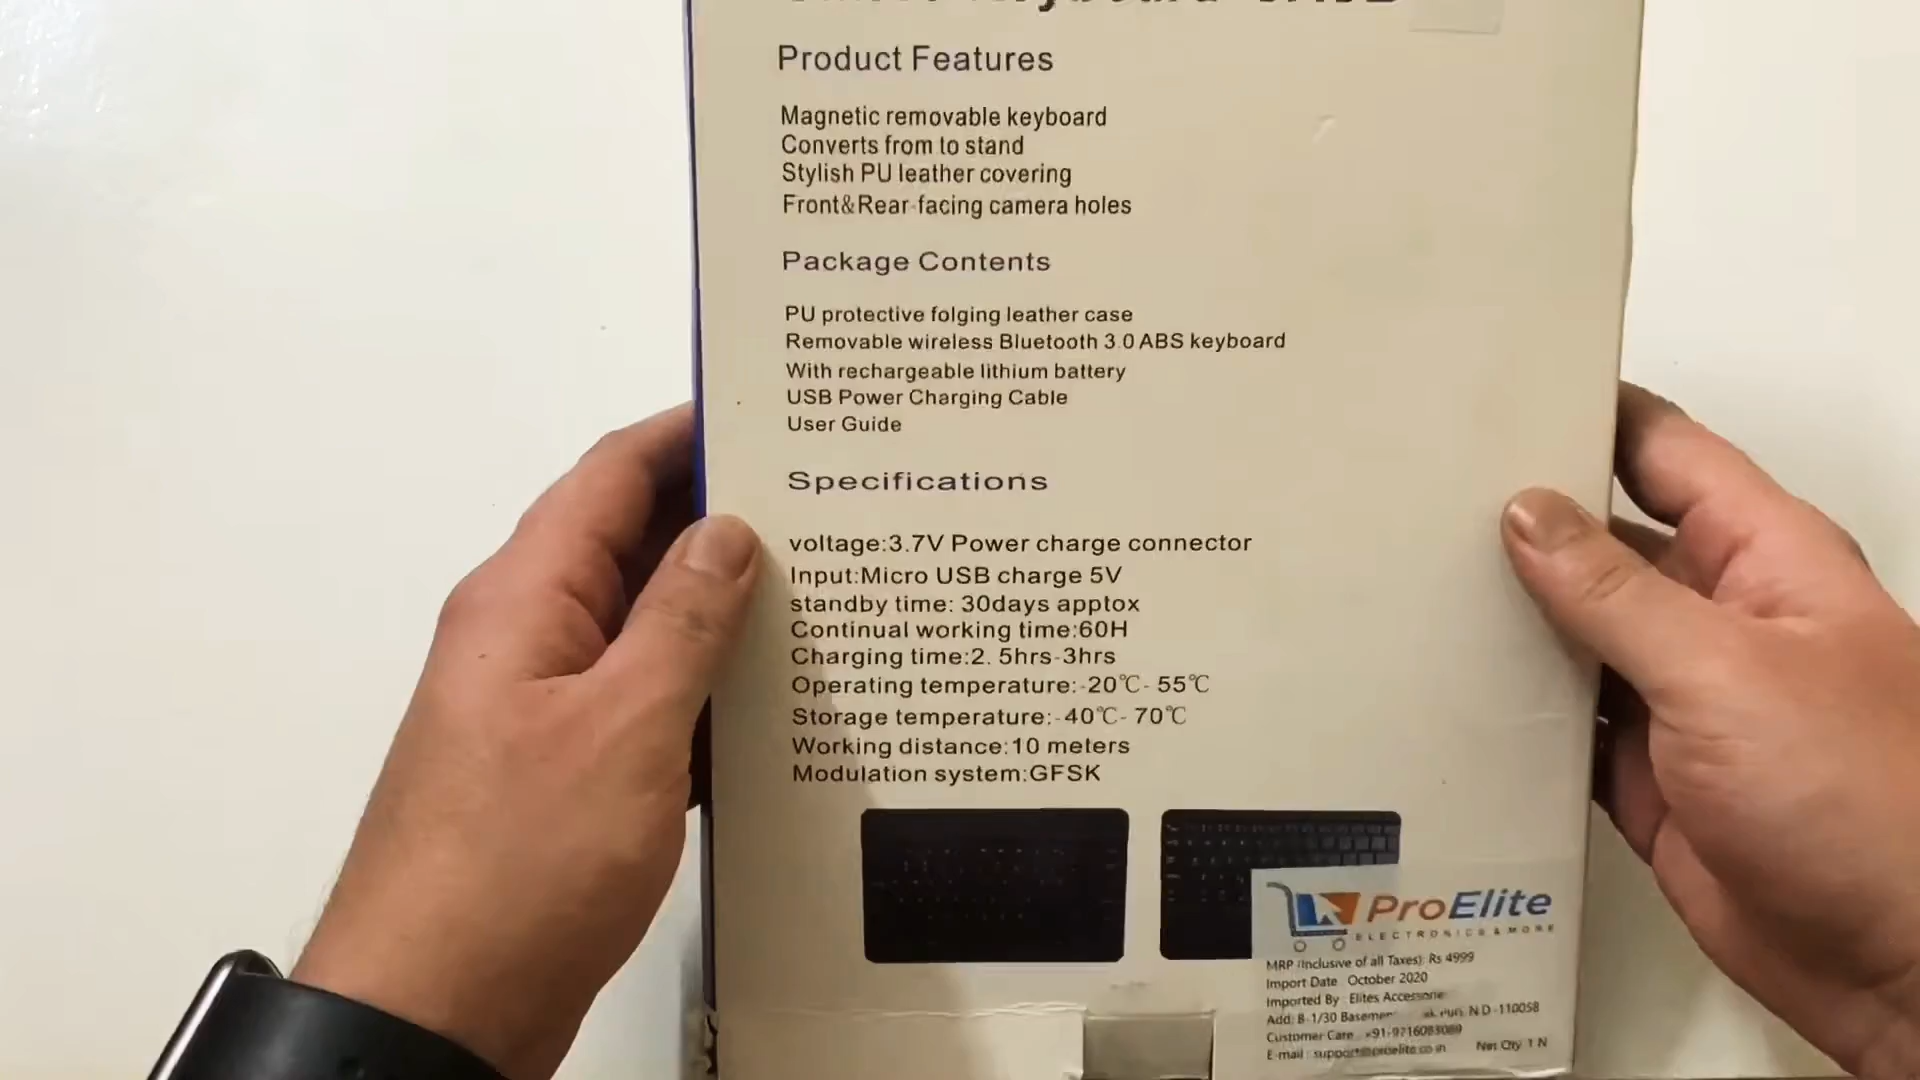 Product Features
Magnetic removable keyboard
Converts from to stand
Stylish PU leather covering
Front&Rear-facing camera holes
Package Contents
PU protective folging leather case
Removable wireless Bluetooth 3.0 ABS keyboard
With rechargeable lithium battery
USB Power Charging Cable
User Guide
Specifications
voltage:3.7V Power charge connector
Input:Micro USB charge 5V
standby time: 30days apptox
Continual working time:60H
Charging time:2. 5hrs-3hrs
Operating temperature:-20℃- 55℃
Storage temperature:-40℃- 70℃
Working distance:10 meters
Modulation system:GFSK
ProElite
ELECTRONICS & MORE
MRP (Inclusive of all Taxes): Rs 4999
Import Date : October 2020
Imported By : Elites
Add: B-1/30 N.D-110058
Customer Care : +91-9716083089
E-mail : support@proelite.co.in Net Qty. 1 N